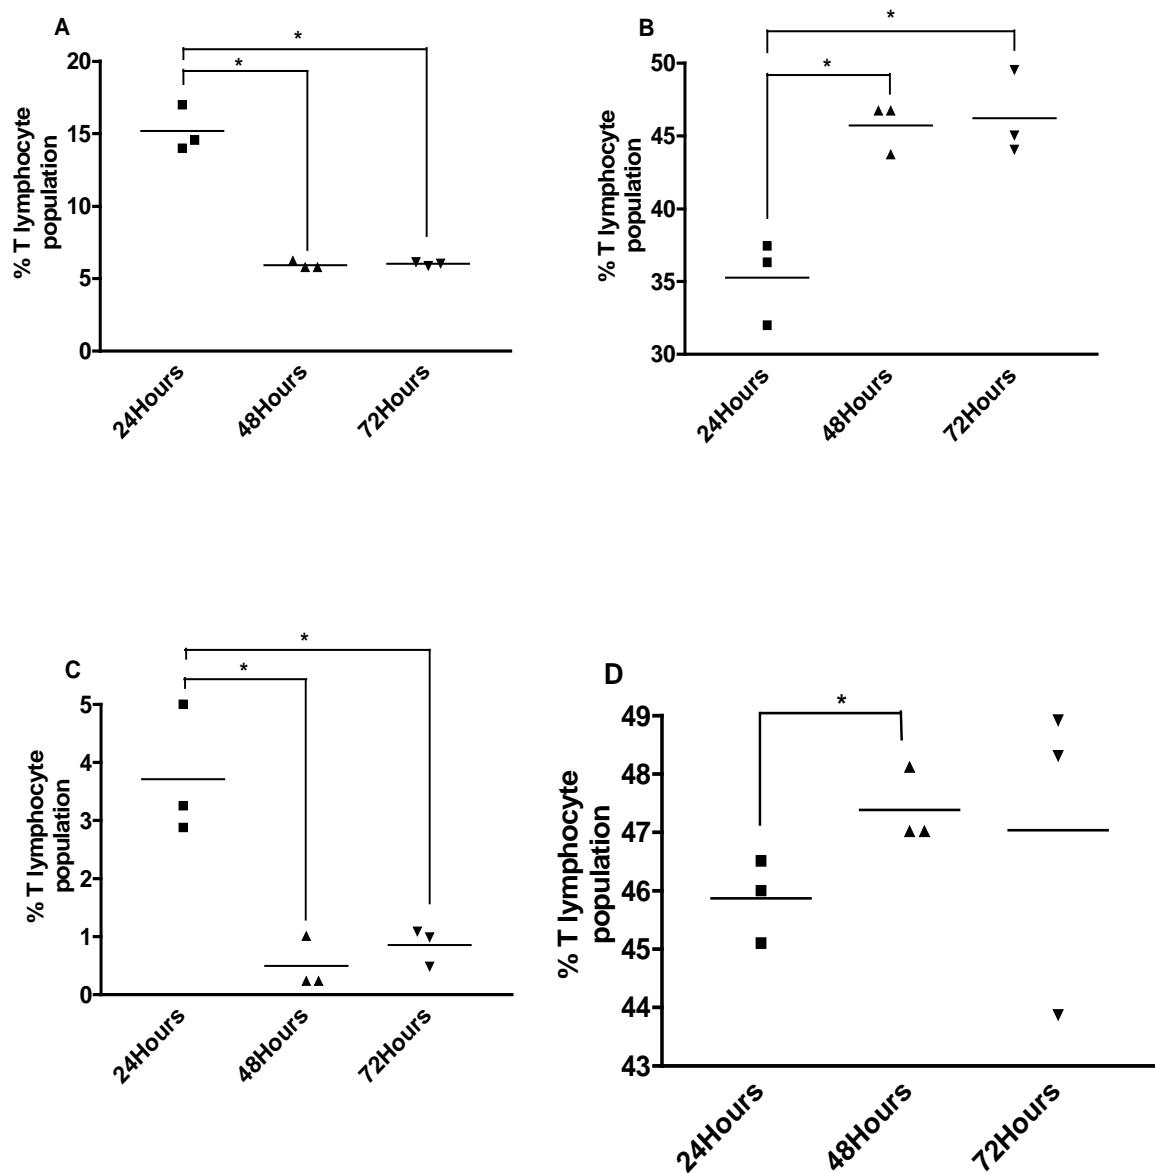 A
*
*
% T lymphocyte
population
20
15
10
5
0
24Hours
48Hours
72Hours
B
*
*
% T lymphocyte
population
50
45
40
35
30
24Hours
48Hours
72Hours
C
*
*
% T lymphocyte
population
5
4
3
2
1
0
24Hours
48Hours
72Hours
D
*
% T lymphocyte
population
49
48
47
46
45
44
43
24Hours
48Hours
72Hours